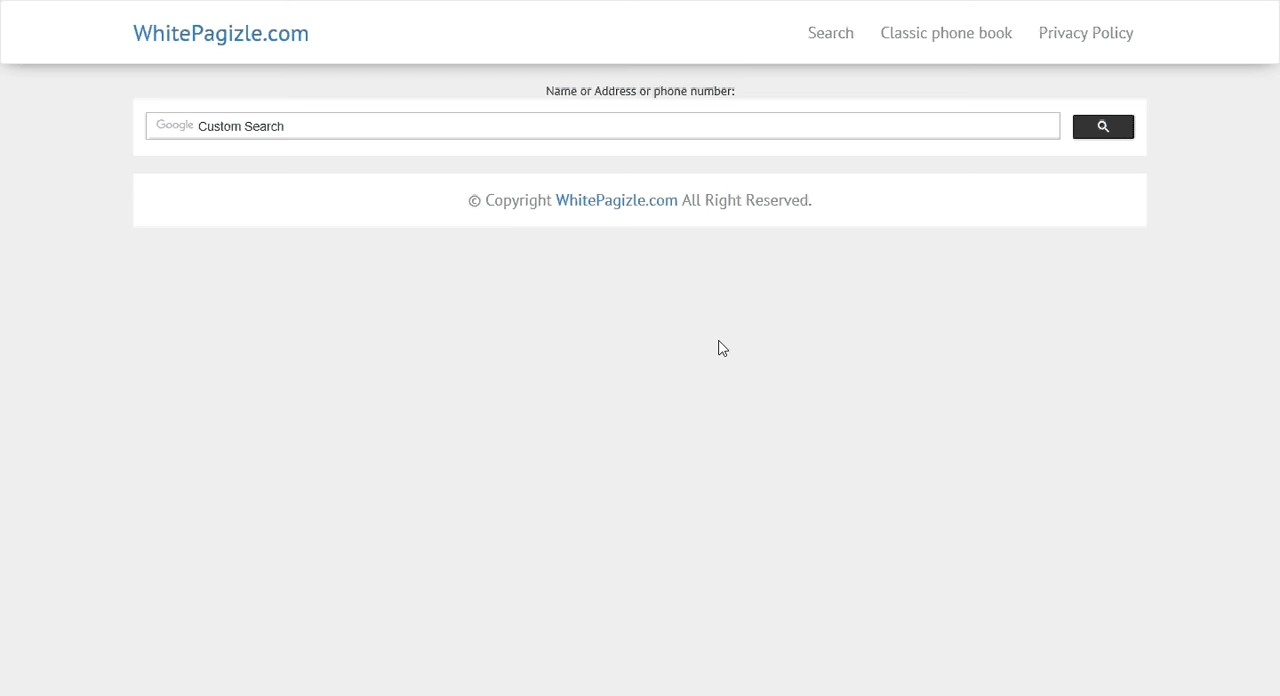 WhitePagizle.com
Search Classic phone book Privacy Policy
Name or Address or phone number:
Google Custom Search
© Copyright WhitePagizle.com All Right Reserved.